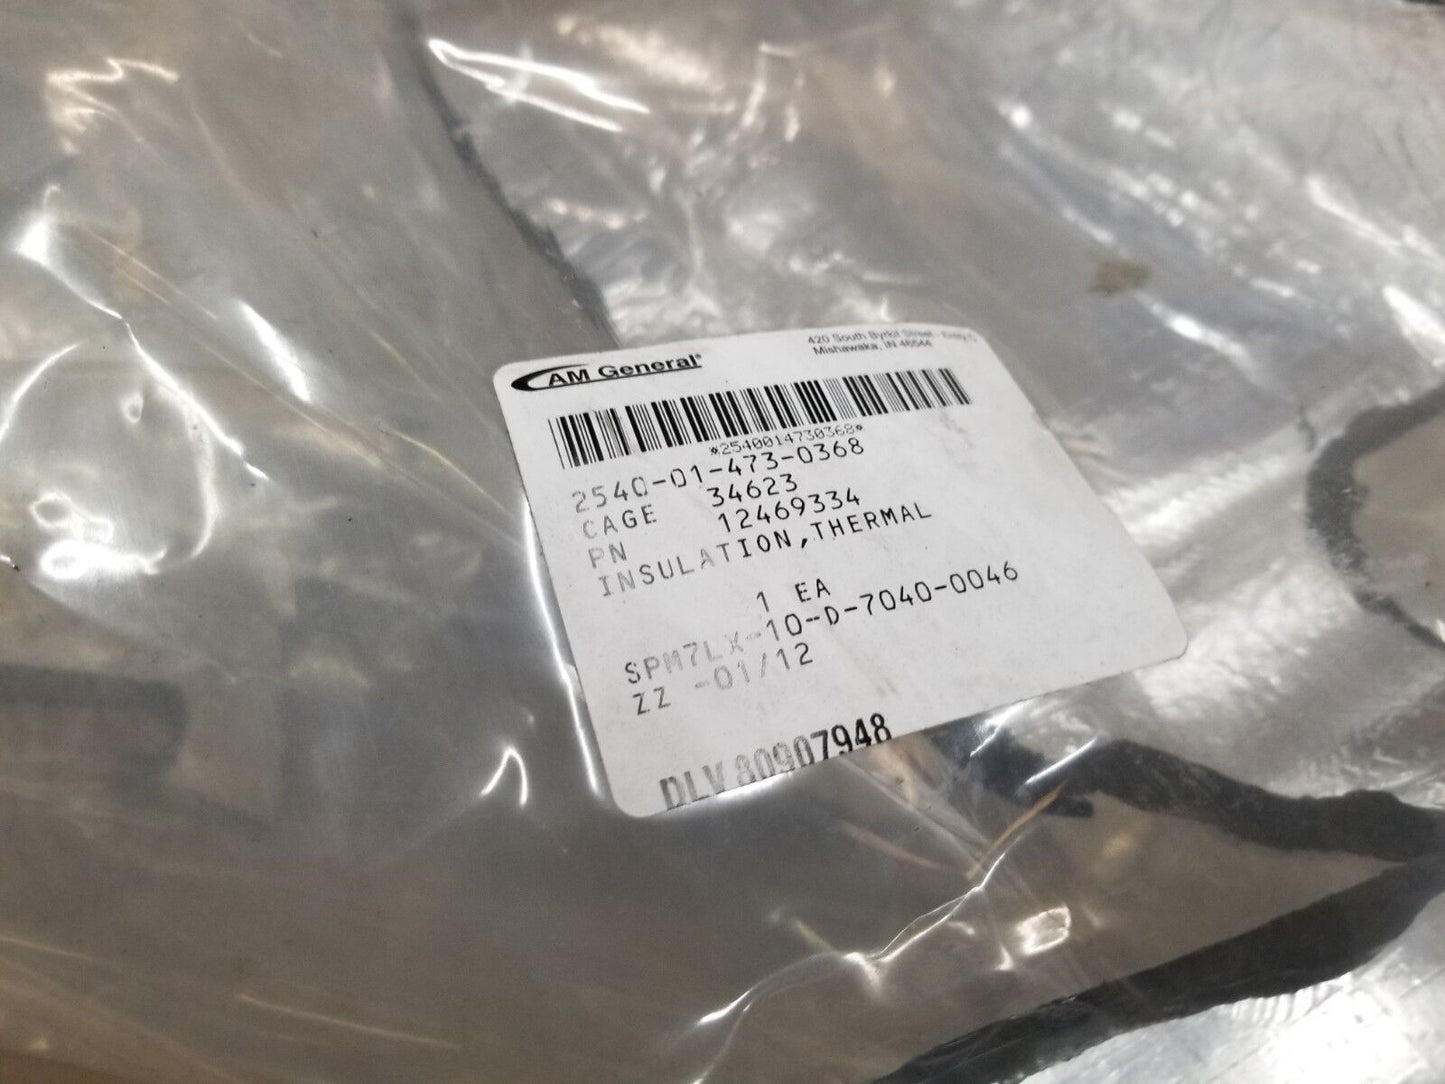 AM General®
420 South Byrkit Street -
Mishawaka, IN 46544
*2540014730368*
2540-01-473-0368
CAGE 34623
PN 12469334
INSULATION,THERMAL
1 EA
SPM7LX-10-D-7040-0046
ZZ -01/12
DLV 80907948